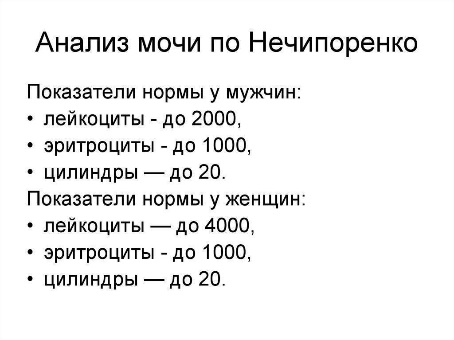 Анализ мочи по Нечипоренко
Показатели нормы у мужчин:
• лейкоциты - до 2000,
• эритроциты - до 1000,
• цилиндры — до 20.
Показатели нормы у женщин:
• лейкоциты — до 4000,
• эритроциты - до 1000,
• цилиндры — до 20.